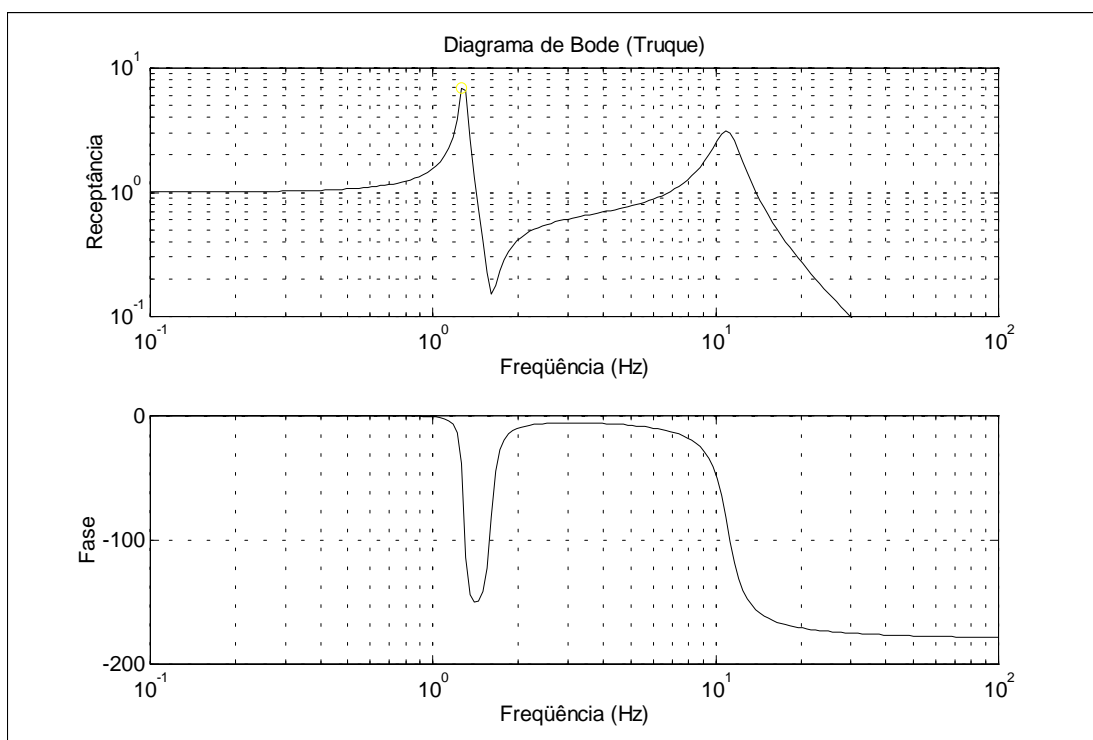 Diagrama de Bode (Truque)
10^1
10^0
10^-1
Receptância
10^-1
10^0
10^1
10^2
Freqüência (Hz)
0
-100
-200
Fase
10^-1
10^0
10^1
10^2
Freqüência (Hz)